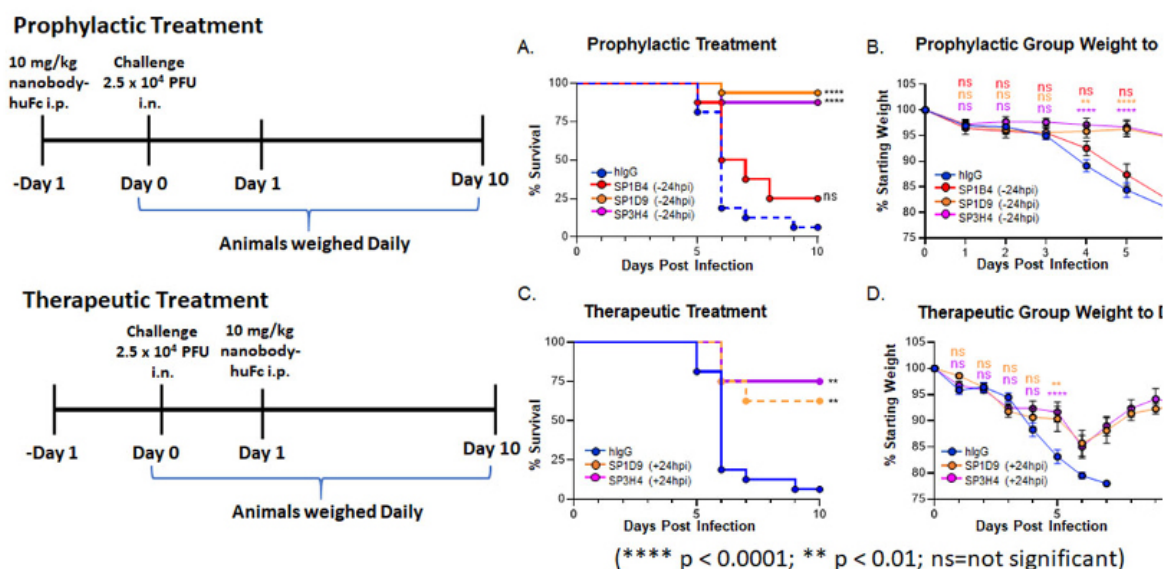 Prophylactic Treatment
10 mg/kg
nanobody-
huFc i.p.
Challenge
2.5 x 10⁴ PFU
i.n.
-Day 1
Day 0
Day 1
Day 10
Animals weighed Daily
Therapeutic Treatment
Challenge
2.5 x 10⁴ PFU
i.n.
10 mg/kg
nanobody-
huFc i.p.
-Day 1
Day 0
Day 1
Day 10
Animals weighed Daily
A.
Prophylactic Treatment
% Survival
100
75
50
25
0
****
****
ns
hIgG
SP1B4 (-24hpi)
SP1D9 (-24hpi)
SP3H4 (-24hpi)
0 5 10
Days Post Infection
B.
Prophylactic Group Weight to
% Starting Weight
105
100
95
90
85
80
75
ns ns ns ns ns
ns ns ns ** ****
ns ns ns **** ****
hIgG
SP1B4 (-24hpi)
SP1D9 (-24hpi)
SP3H4 (-24hpi)
0 1 2 3 4 5
Days Post Infection
C.
Therapeutic Treatment
% Survival
100
75
50
25
0
**
**
hIgG
SP1D9 (+24hpi)
SP3H4 (+24hpi)
0 5 10
Days Post Infection
D.
Therapeutic Group Weight to D
% Starting Weight
105
100
95
90
85
80
75
ns ns ns ns **
ns ns ns ns ****
hIgG
SP1D9 (+24hpi)
SP3H4 (+24hpi)
0 5
Days Post Infection
(**** p < 0.0001; ** p < 0.01; ns=not significant)